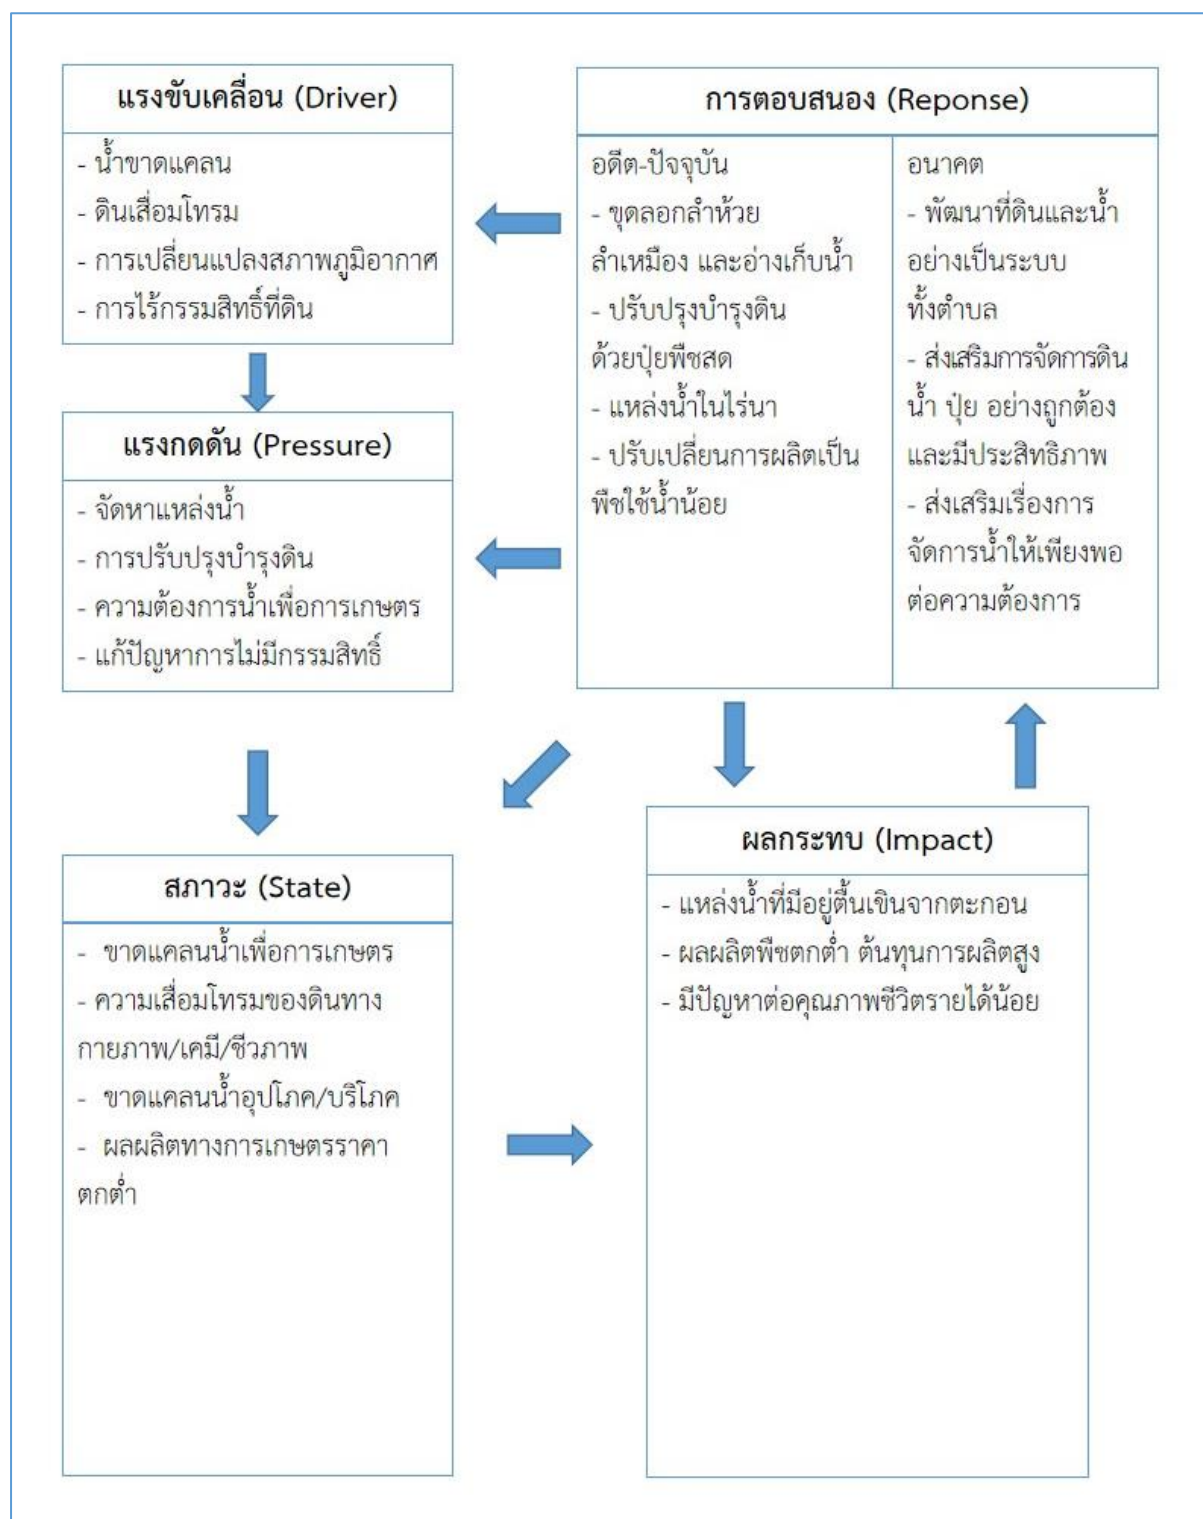 แรงขับเคลื่อน (Driver)
- น้ำขาดแคลน
- ดินเสื่อมโทรม
- การเปลี่ยนแปลงสภาพภูมิอากาศ
- การไร้กรรมสิทธิ์ที่ดิน
แรงกดดัน (Pressure)
- จัดหาแหล่งน้ำ
- การปรับปรุงบำรุงดิน
- ความต้องการน้ำเพื่อการเกษตร
- แก้ปัญหาการไม่มีกรรมสิทธิ์
การตอบสนอง (Reponse)
อดีต-ปัจจุบัน
- ขุดลอกลำห้วย
ลำเหมือง และอ่างเก็บน้ำ
- ปรับปรุงบำรุงดิน
ด้วยปุ๋ยพืชสด
- แหล่งน้ำในไร่นา
- ปรับเปลี่ยนการผลิตเป็น
พืชใช้น้ำน้อย
อนาคต
- พัฒนาที่ดินและน้ำ
อย่างเป็นระบบ
ทั้งตำบล
- ส่งเสริมการจัดการดิน
น้ำ ปุ๋ย อย่างถูกต้อง
และมีประสิทธิภาพ
- ส่งเสริมเรื่องการ
จัดการน้ำให้เพียงพอ
ต่อความต้องการ
สภาวะ (State)
- ขาดแคลนน้ำเพื่อการเกษตร
- ความเสื่อมโทรมของดินทาง
กายภาพ/เคมี/ชีวภาพ
- ขาดแคลนน้ำอุปโภค/บริโภค
- ผลผลิตทางการเกษตรราคา
ตกต่ำ
ผลกระทบ (Impact)
- แหล่งน้ำที่มีอยู่ตื้นเขินจากตะกอน
- ผลผลิตพืชตกต่ำ ต้นทุนการผลิตสูง
- มีปัญหาต่อคุณภาพชีวิตรายได้น้อย